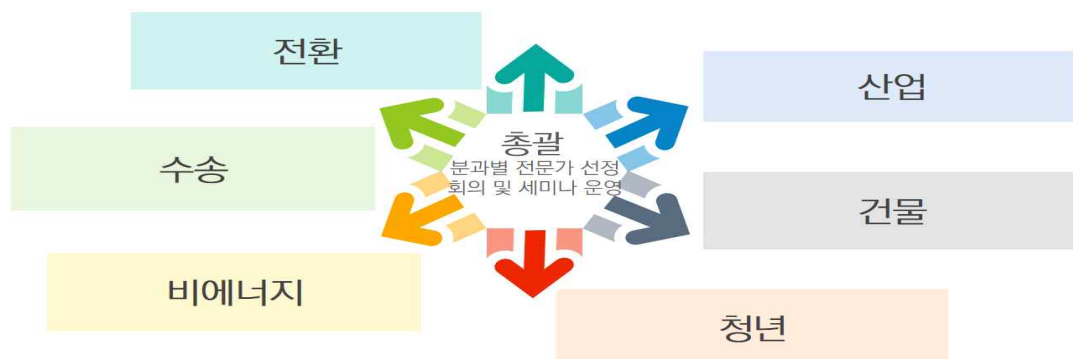 전환
산업
총괄
분과별 전문가 선정
회의 및 세미나 운영
수송
건물
비에너지
청년